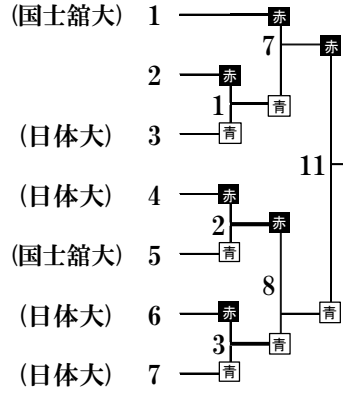 (国士舘大) 1 赤
7 赤
2 赤
1 青
(日体大) 3 青
11
(日体大) 4 赤
2 赤
(国士舘大) 5 青
8
(日体大) 6 赤 青
3 青
(日体大) 7 青